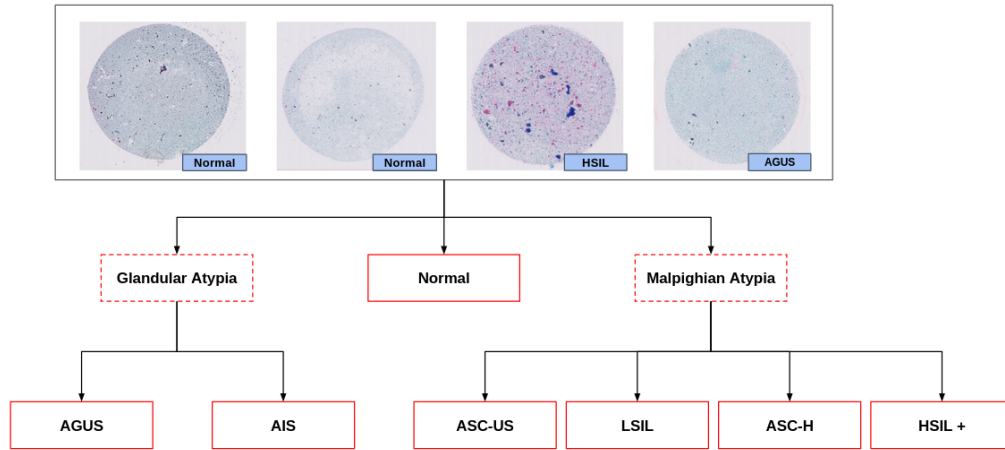 Normal
Normal
HSIL
AGUS
Glandular Atypia
Normal
Malpighian Atypia
AGUS
AIS
ASC-US
LSIL
ASC-H
HSIL +